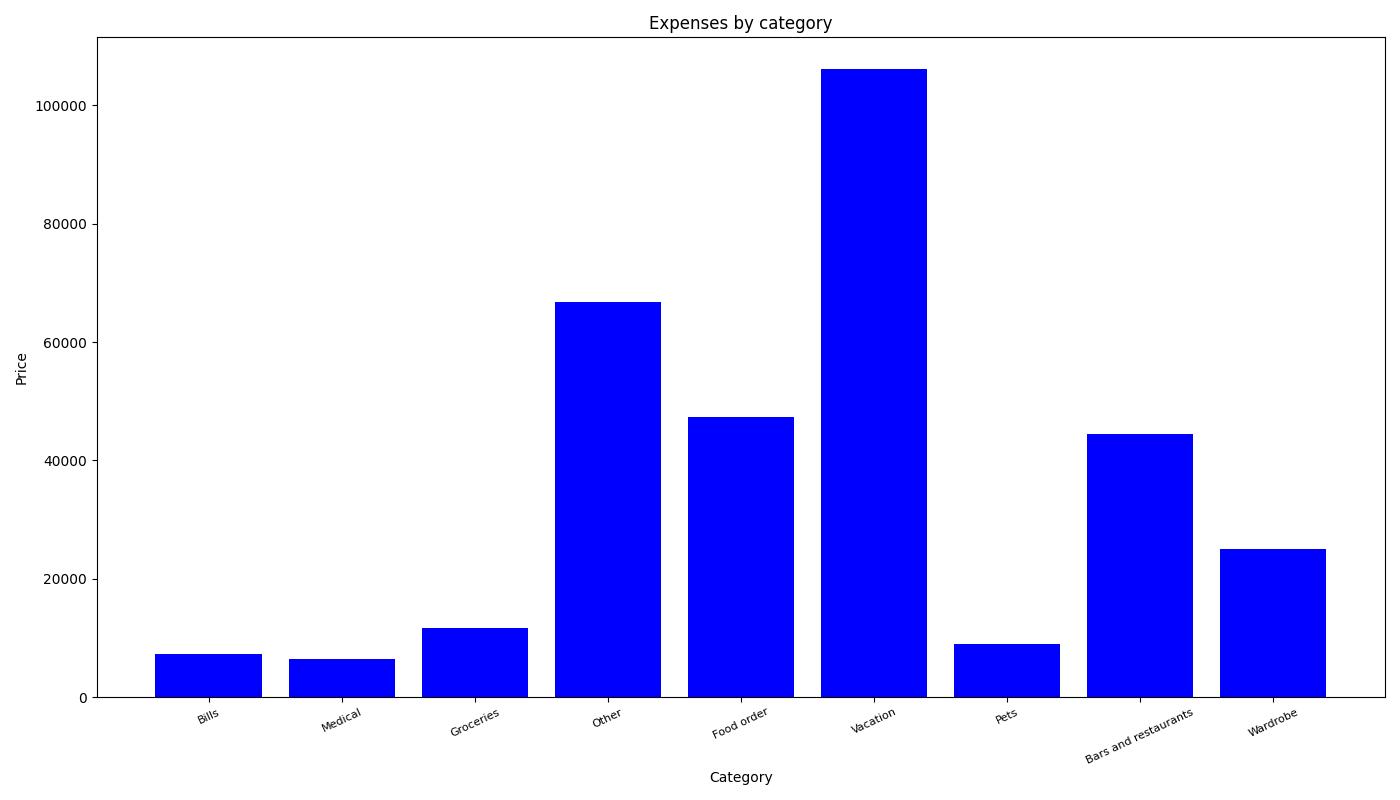 Expenses by category
Price
100000
80000
60000
40000
20000
0
Bills
Medical
Groceries
Other
Food order
Vacation
Pets
Bars and restaurants
Wardrobe
Category